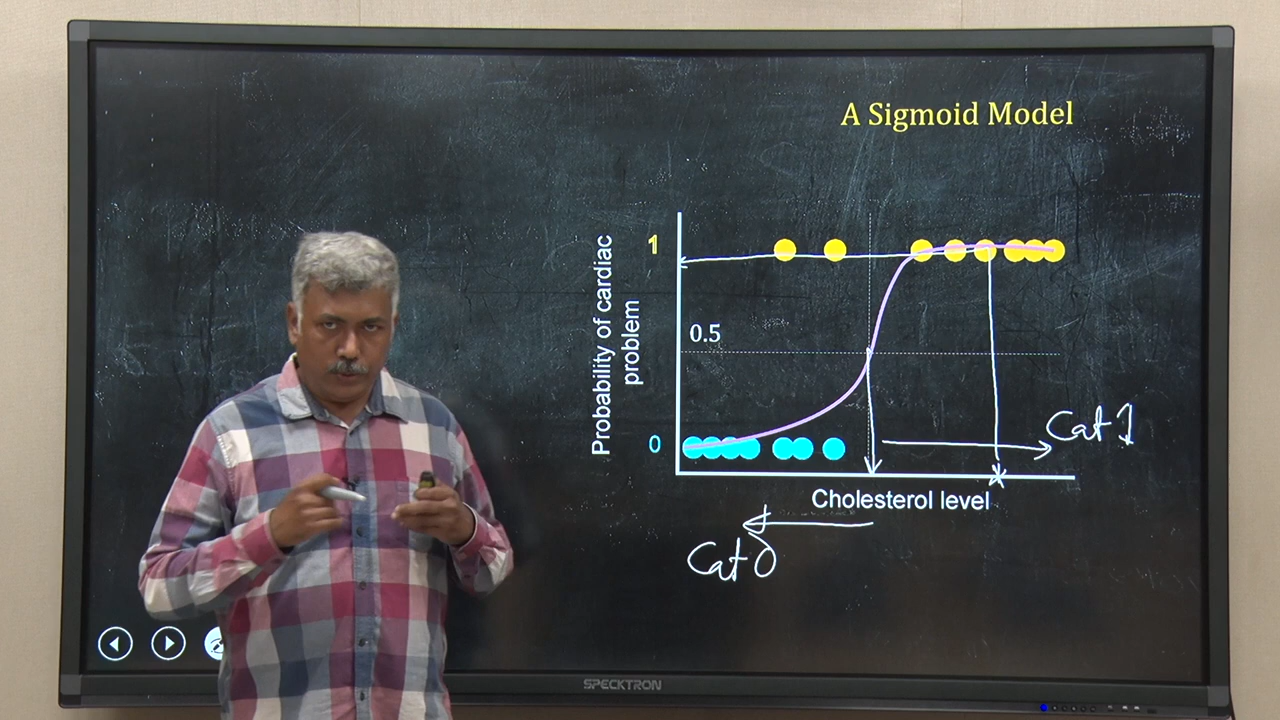 A Sigmoid Model
Probability of cardiac
problem
1
0.5
0
Cat 1
Cholesterol level
Cat 0
SPECKTRON